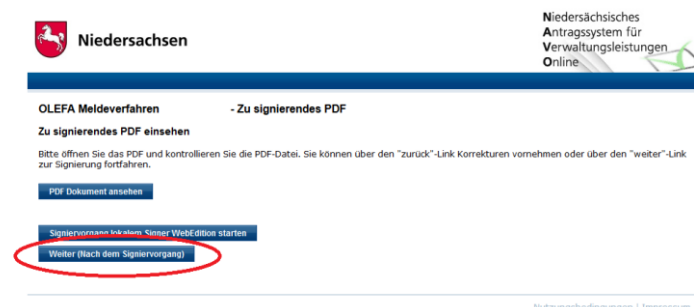 Niedersachsen
Niedersächsisches
Antragssystem für
Verwaltungsleistungen
Online
OLEFA Meldeverfahren - Zu signierendes PDF
Zu signierendes PDF einsehen
Bitte öffnen Sie das PDF und kontrollieren Sie die PDF-Datei. Sie können über den "zurück"-Link Korrekturen vornehmen oder über den "weiter"-Link
zur Signierung fortfahren.
PDF Dokument ansehen
Signiervorgang lokalem Signer WebEdition starten
Weiter (Nach dem Signiervorgang)
Nutzungsbedingungen | Impressum